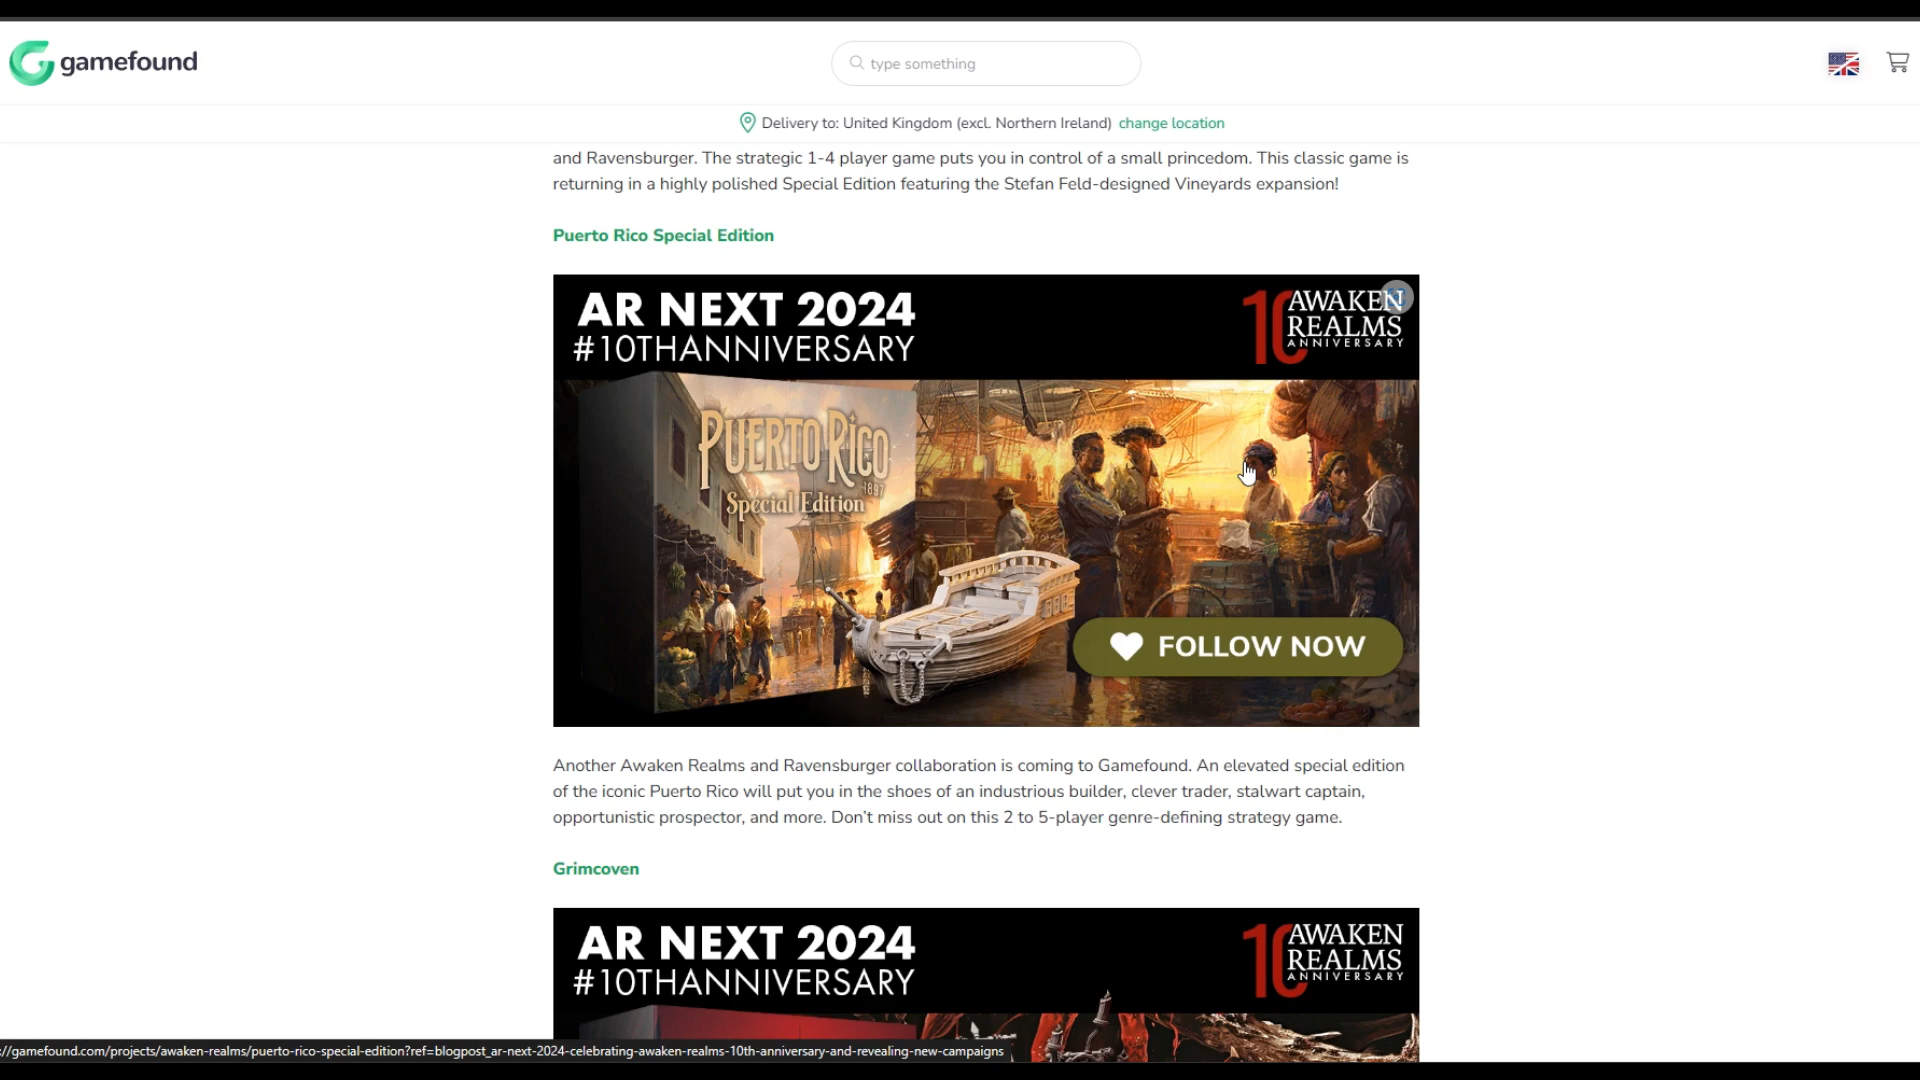 gamefound
type something
Delivery to: United Kingdom (excl. Northern Ireland) change location
and Ravensburger. The strategic 1-4 player game puts you in control of a small princedom. This classic game is
returning in a highly polished Special Edition featuring the Stefan Feld-designed Vineyards expansion!
Puerto Rico Special Edition
AR NEXT 2024
#10THANNIVERSARY
10 AWAKEN
REALMS
ANNIVERSARY
PUERTO RICO
1897
Special Edition
FOLLOW NOW
Another Awaken Realms and Ravensburger collaboration is coming to Gamefound. An elevated special edition
of the iconic Puerto Rico will put you in the shoes of an industrious builder, clever trader, stalwart captain,
opportunistic prospector, and more. Don't miss out on this 2 to 5-player genre-defining strategy game.
Grimcoven
AR NEXT 2024
#10THANNIVERSARY
10 AWAKEN
REALMS
ANNIVERSARY
://gamefound.com/projects/awaken-realms/puerto-rico-special-edition?ref=blogpost_ar-next-2024-celebrating-awaken-realms-10th-anniversary-and-revealing-new-campaigns